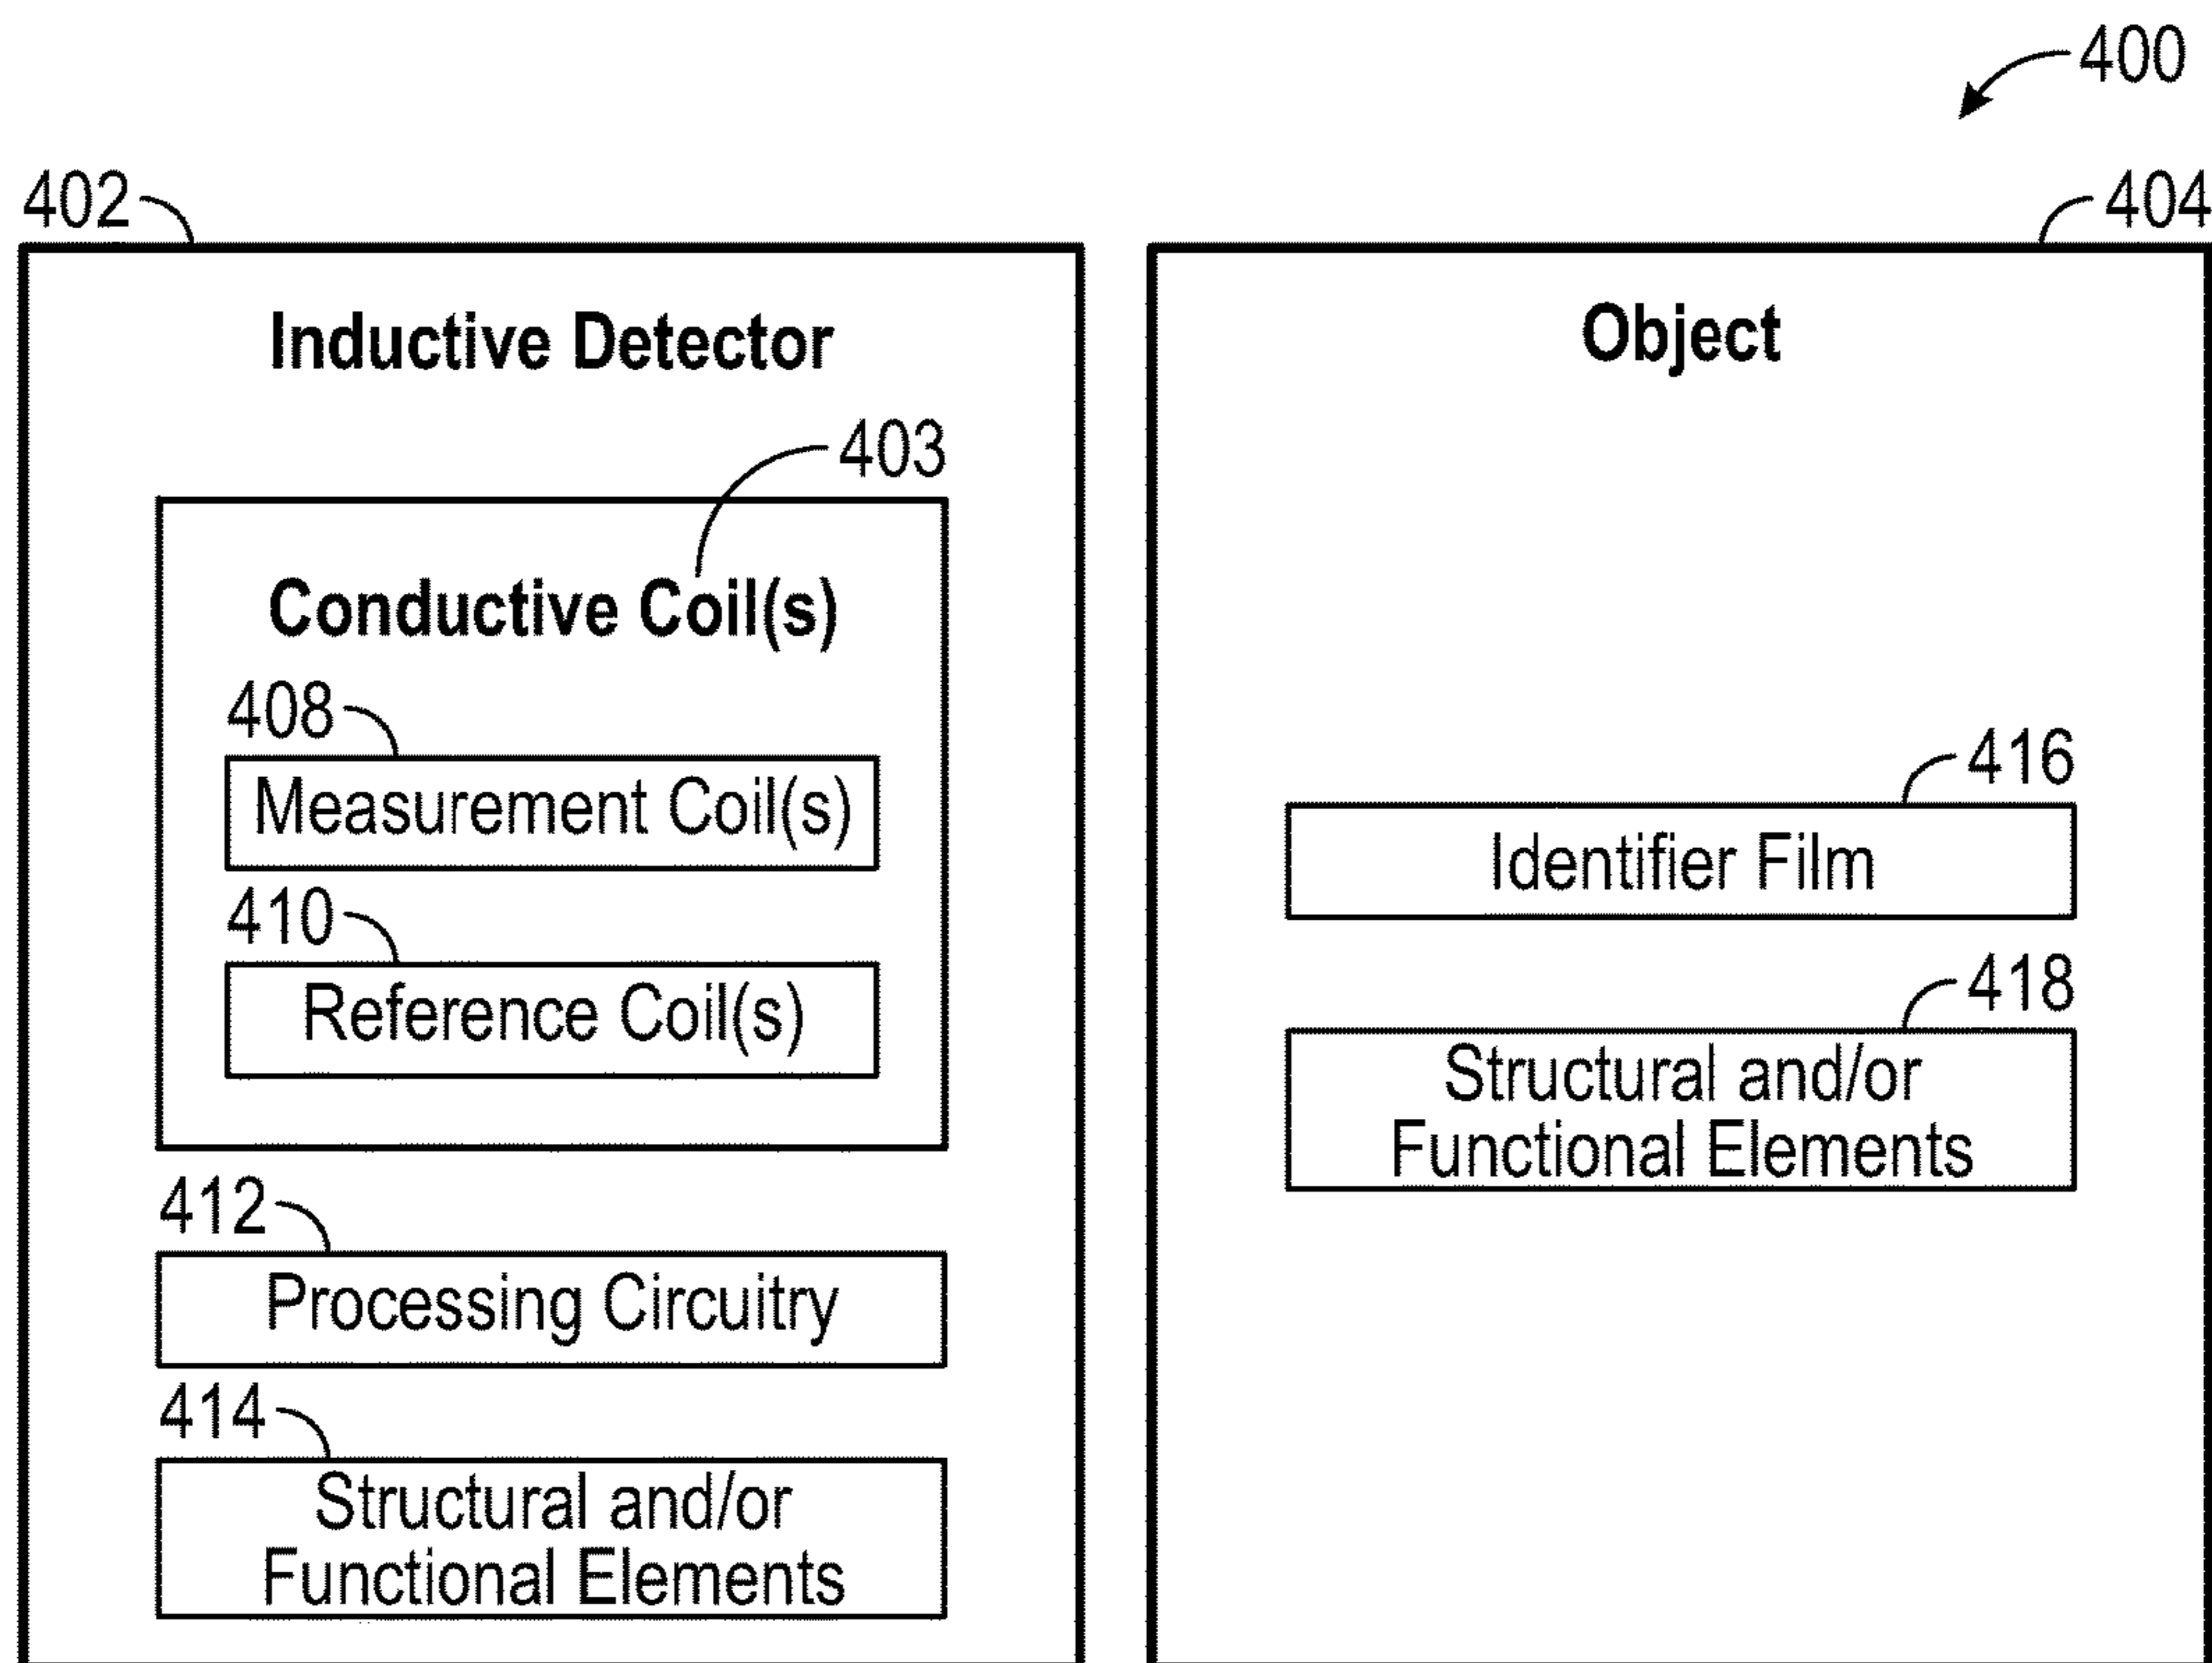 400
402
404
Inductive Detector
403
Conductive Coil(s)
408
Measurement Coil(s)
410
Reference Coil(s)
412
Processing Circuitry
414
Structural and/or
Functional Elements
Object
416
Identifier Film
418
Structural and/or
Functional Elements